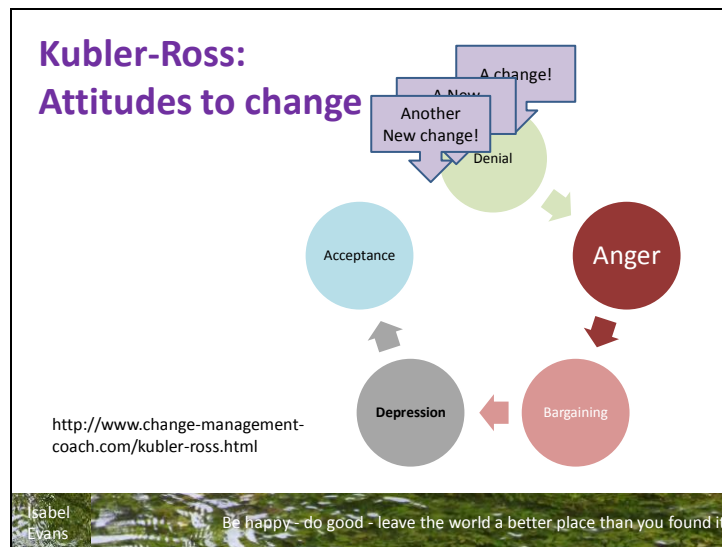 Kubler-Ross:
Attitudes to change
A change!
A New
Another
New change!
Denial
Anger
Acceptance
Depression
Bargaining
http://www.change-management-
coach.com/kubler-ross.html
Isabel
Evans
Be happy - do good - leave the world a better place than you found it